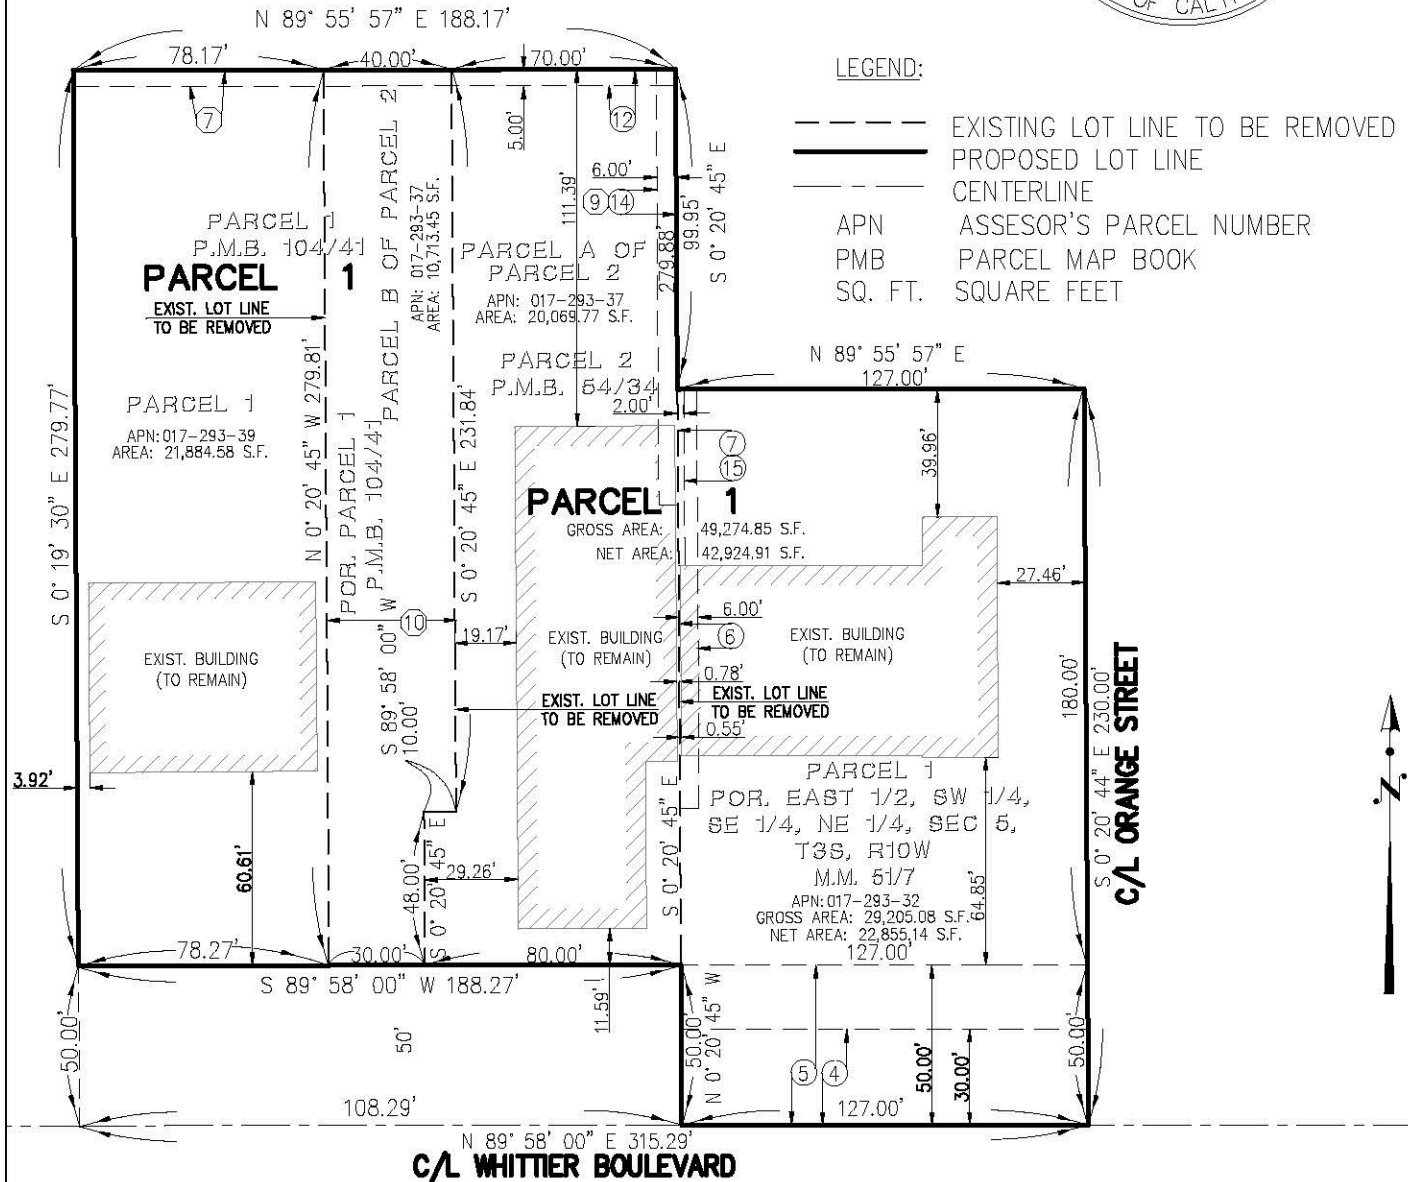 OF CALI
N 89° 55' 57" E 188.17'
78.17'
40.00'
70.00'
LEGEND:
EXISTING LOT LINE TO BE REMOVED
PROPOSED LOT LINE
CENTERLINE
APN ASSESOR'S PARCEL NUMBER
PMB PARCEL MAP BOOK
SQ. FT. SQUARE FEET
7
12
5.00'
6.00'
9 14
111.39'
279.88'
99.95'
S 0° 20' 45" E
PARCEL 1
P.M.B. 104/41
PARCEL 1
EXIST. LOT LINE
TO BE REMOVED
PARCEL B OF PARCEL 2
APN: 017-293-37
AREA: 10,713.45 S.F.
PARCEL A OF
PARCEL 2
APN: 017-293-37
AREA: 20,069.77 S.F.
PARCEL 2
P.M.B. 54/34
N 89° 55' 57" E
127.00'
2.00'
S 0° 19' 30" E 279.77'
PARCEL 1
APN:017-293-39
AREA: 21,884.58 S.F.
N 0° 20' 45" W 279.81'
POR. PARCEL 1
P.M.B. 104/41
S 0° 20' 45" E 231.84'
7
15
39.96'
PARCEL 1
GROSS AREA: 49,274.85 S.F.
NET AREA: 42,924.91 S.F.
27.46'
10
S 89° 58' 00" W
10.00'
19.17'
6.00'
6
EXIST. BUILDING
(TO REMAIN)
EXIST. BUILDING
(TO REMAIN)
EXIST. BUILDING
(TO REMAIN)
0.78'
EXIST. LOT LINE
TO BE REMOVED
EXIST. LOT LINE
TO BE REMOVED
0.55'
180.00'
S 0° 20' 44" E 230.00'
C/L ORANGE STREET
3.92'
60.61'
48.00'
S 0° 20' 45" E
29.26'
S 0° 20' 45" E
PARCEL 1
POR. EAST 1/2, SW 1/4,
SE 1/4, NE 1/4, SEC 5,
T3S, R10W
M.M. 51/7
APN:017-293-32
GROSS AREA: 29,205.08 S.F.
NET AREA: 22,855.14 S.F.
64.85'
127.00'
78.27'
30.00'
80.00'
S 89° 58' 00" W 188.27'
11.59'
50.00'
50'
50.00'
N 0° 20' 45" W
5 4
50.00'
30.00'
50.00'
108.29'
127.00'
N 89° 58' 00" E 315.29'
C/L WHITTIER BOULEVARD
N